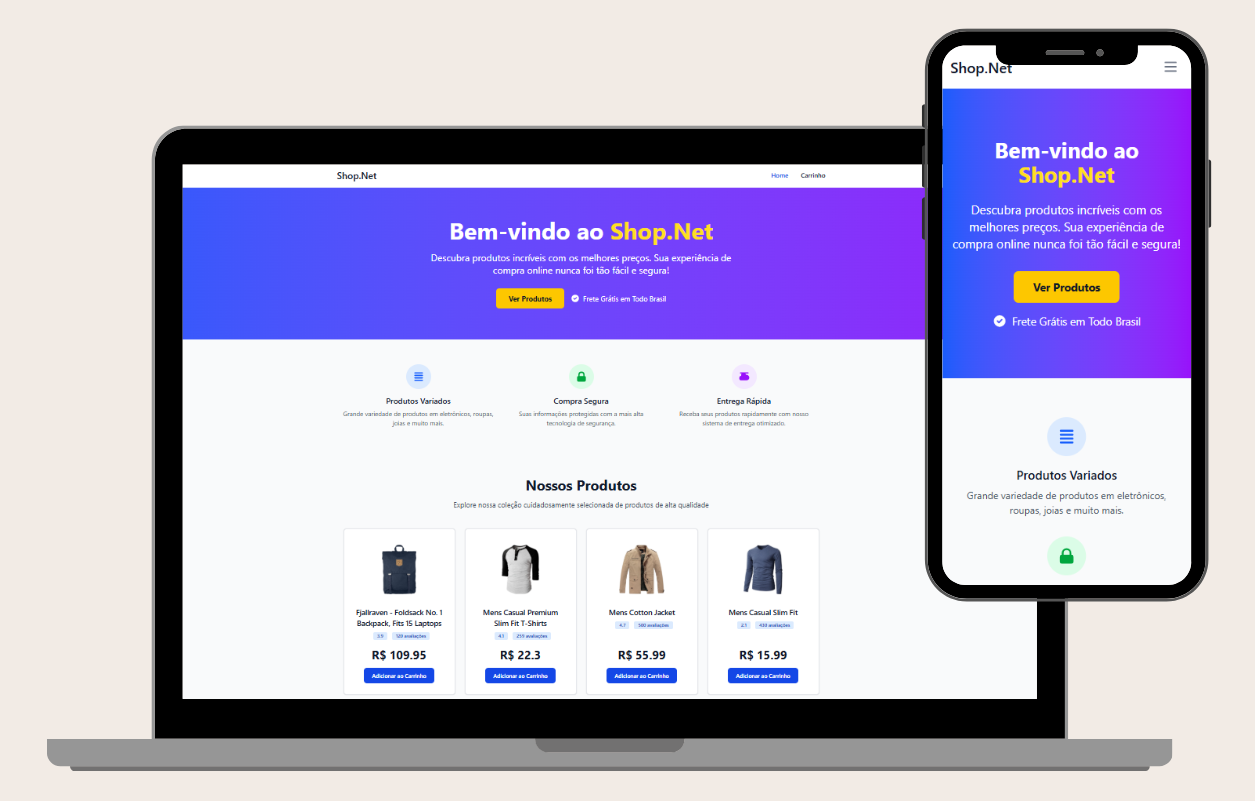 Shop.Net
Home Carrinho
Bem-vindo ao Shop.Net
Descubra produtos incríveis com os melhores preços. Sua experiência de
compra online nunca foi tão fácil e segura!
Ver Produtos
Frete Grátis em Todo Brasil
Produtos Variados
Grande variedade de produtos em eletrônicos, roupas,
joias e muito mais.
Compra Segura
Suas informações protegidas com a mais alta
tecnologia de segurança.
Entrega Rápida
Receba seus produtos rapidamente com nosso
sistema de entrega otimizado.
Nossos Produtos
Explore nossa coleção cuidadosamente selecionada de produtos de alta qualidade
Fjallraven - Foldsack No. 1
Backpack, Fits 15 Laptops
3.9 120 avaliações
R$ 109.95
Adicionar ao Carrinho
Mens Casual Premium
Slim Fit T-Shirts
4.1 259 avaliações
R$ 22.3
Adicionar ao Carrinho
Mens Cotton Jacket
4.7 500 avaliações
R$ 55.99
Adicionar ao Carrinho
Mens Casual Slim Fit
2.1 430 avaliações
R$ 15.99
Adicionar ao Carrinho
Shop.Net
Bem-vindo ao
Shop.Net
Descubra produtos incríveis com os
melhores preços. Sua experiência de
compra online nunca foi tão fácil e segura!
Ver Produtos
Frete Grátis em Todo Brasil
Produtos Variados
Grande variedade de produtos em eletrônicos,
roupas, joias e muito mais.